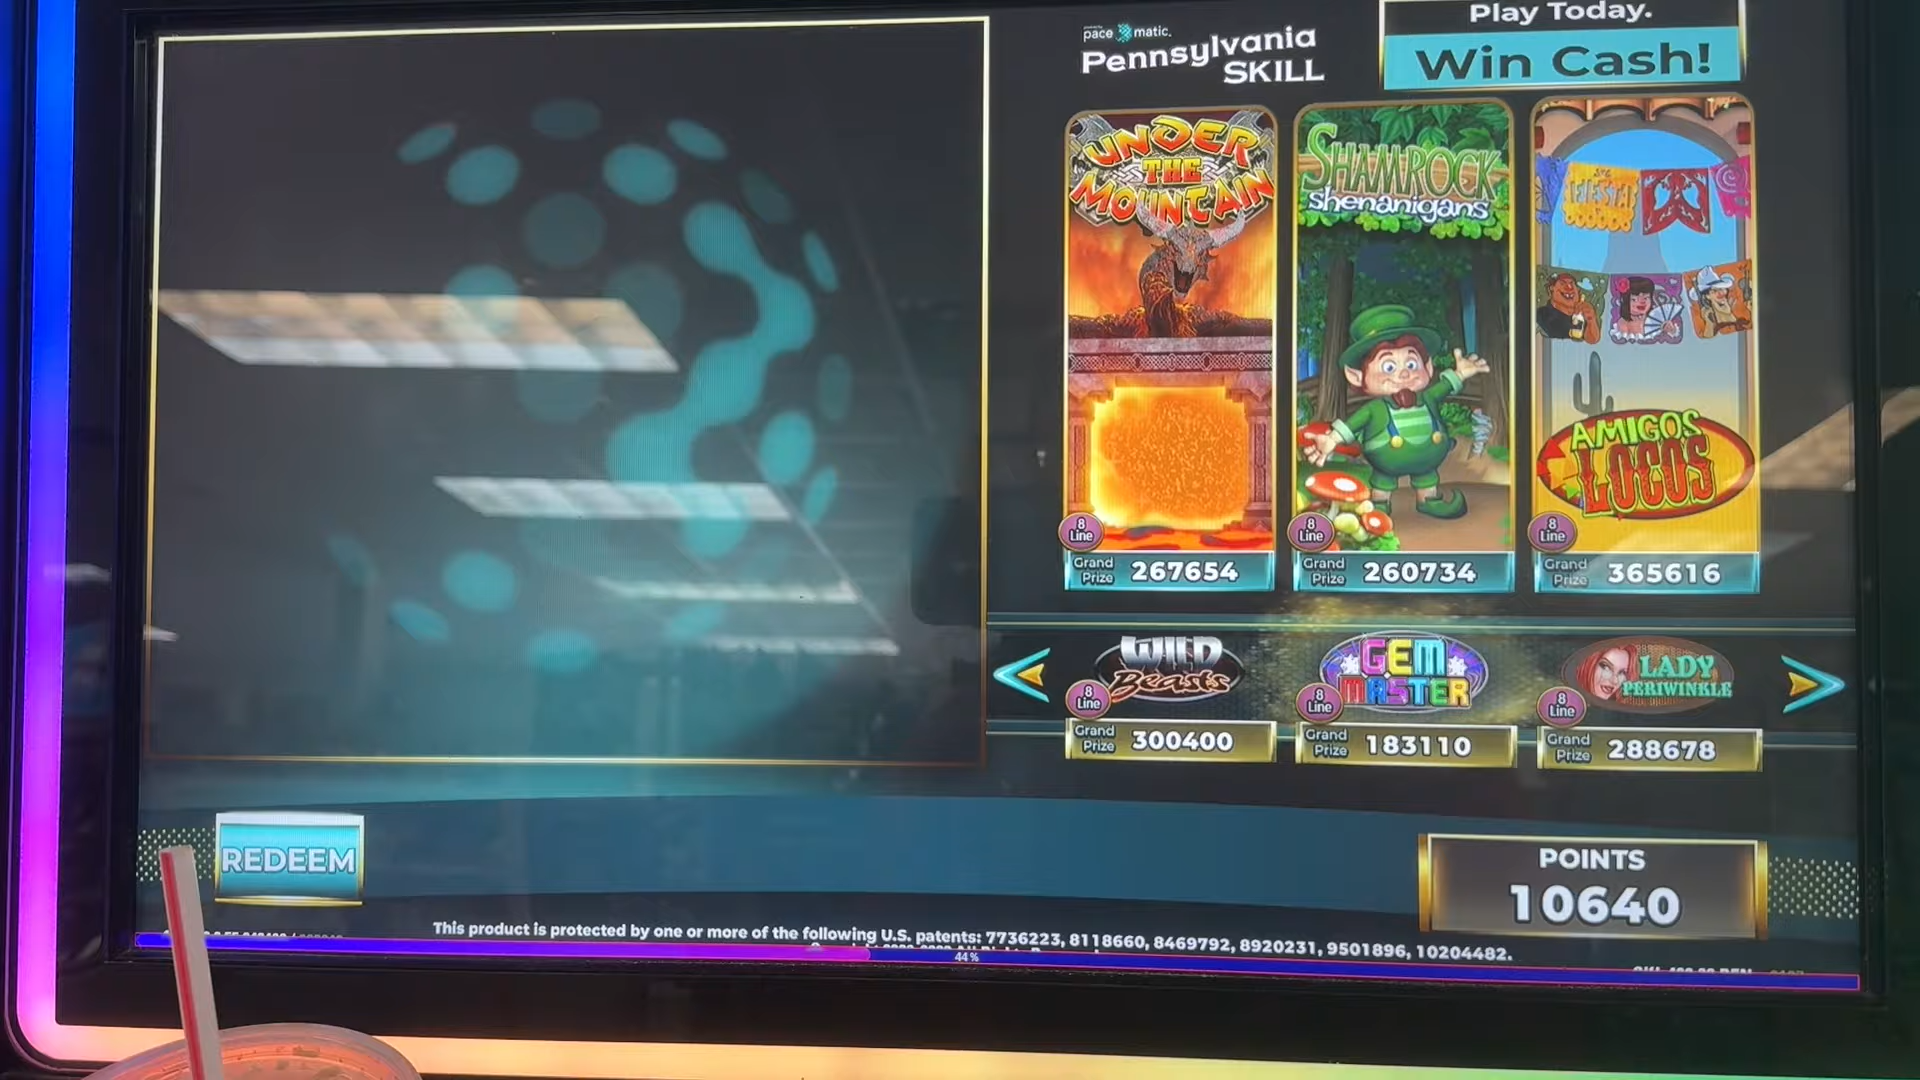 pace matic.
Pennsylvania
SKILL
Play Today.
Win Cash!
UNDER
THE
MOUNTAIN
8
Line
Grand
Prize
267654
SHAMROCK
shenanigans
8
Line
Grand
Prize
260734
FIESTA
AMIGOS
LOCOS
8
Line
Grand
Prize
365616
WILD
Beasts
8
Line
Grand
Prize
300400
GEM
MASTER
8
Line
Grand
Prize
183110
LADY
PERIWINKLE
8
Line
Grand
Prize
288678
REDEEM
POINTS
10640
This product is protected by one or more of the following U.S. patents: 7736223, 8118660, 8469792, 8920231, 9501896, 10204482.
44%